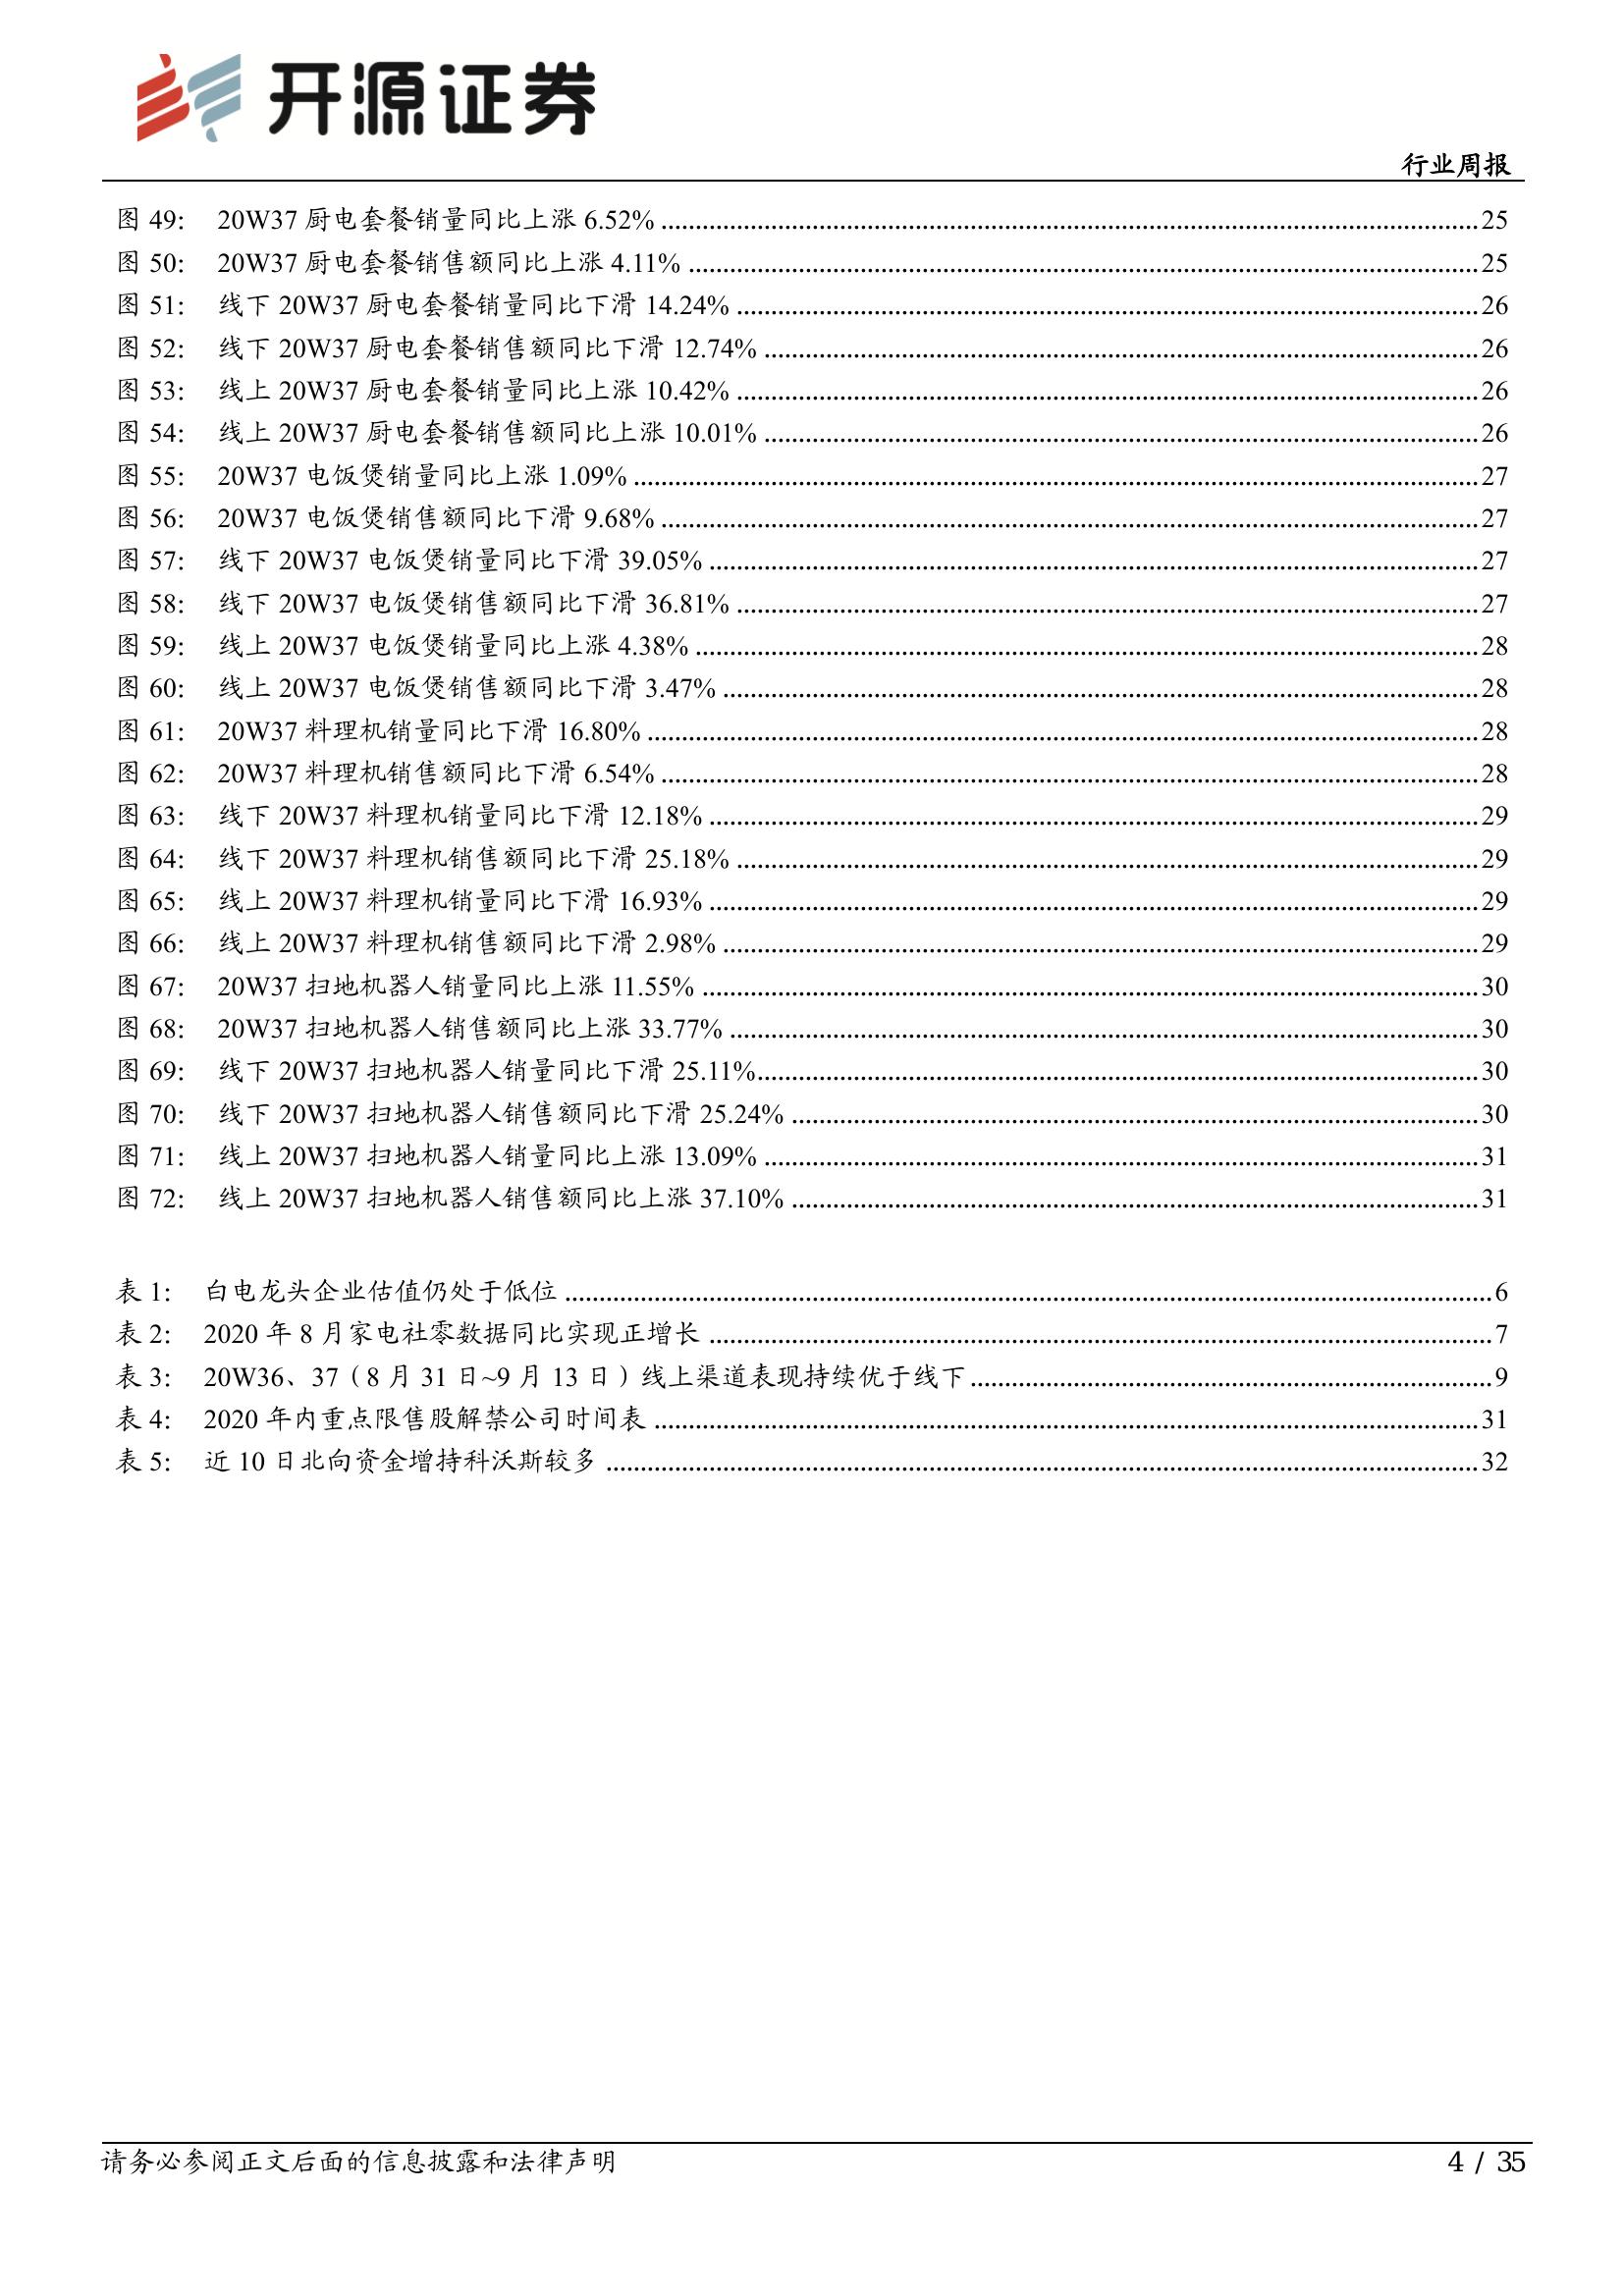 开源证券
行业周报
图 49: 20W37 厨电套餐销量同比上涨 6.52% 25
图 50: 20W37 厨电套餐销售额同比上涨 4.11% 25
图 51: 线下 20W37 厨电套餐销量同比下滑 14.24% 26
图 52: 线下 20W37 厨电套餐销售额同比下滑 12.74% 26
图 53: 线上 20W37 厨电套餐销量同比上涨 10.42% 26
图 54: 线上 20W37 厨电套餐销售额同比上涨 10.01% 26
图 55: 20W37 电饭煲销量同比上涨 1.09% 27
图 56: 20W37 电饭煲销售额同比下滑 9.68% 27
图 57: 线下 20W37 电饭煲销量同比下滑 39.05% 27
图 58: 线下 20W37 电饭煲销售额同比下滑 36.81% 27
图 59: 线上 20W37 电饭煲销量同比上涨 4.38% 28
图 60: 线上 20W37 电饭煲销售额同比下滑 3.47% 28
图 61: 20W37 料理机销量同比下滑 16.80% 28
图 62: 20W37 料理机销售额同比下滑 6.54% 28
图 63: 线下 20W37 料理机销量同比下滑 12.18% 29
图 64: 线下 20W37 料理机销售额同比下滑 25.18% 29
图 65: 线上 20W37 料理机销量同比下滑 16.93% 29
图 66: 线上 20W37 料理机销售额同比下滑 2.98% 29
图 67: 20W37 扫地机器人销量同比上涨 11.55% 30
图 68: 20W37 扫地机器人销售额同比上涨 33.77% 30
图 69: 线下 20W37 扫地机器人销量同比下滑 25.11% 30
图 70: 线下 20W37 扫地机器人销售额同比下滑 25.24% 30
图 71: 线上 20W37 扫地机器人销量同比上涨 13.09% 31
图 72: 线上 20W37 扫地机器人销售额同比上涨 37.10% 31
表 1: 白电龙头企业估值仍处于低位 6
表 2: 2020 年 8 月家电社零数据同比实现正增长 7
表 3: 20W36、37（8 月 31 日~9 月 13 日）线上渠道表现持续优于线下 9
表 4: 2020 年内重点限售股解禁公司时间表 31
表 5: 近 10 日北向资金增持科沃斯较多 32
请务必参阅正文后面的信息披露和法律声明
4 / 35